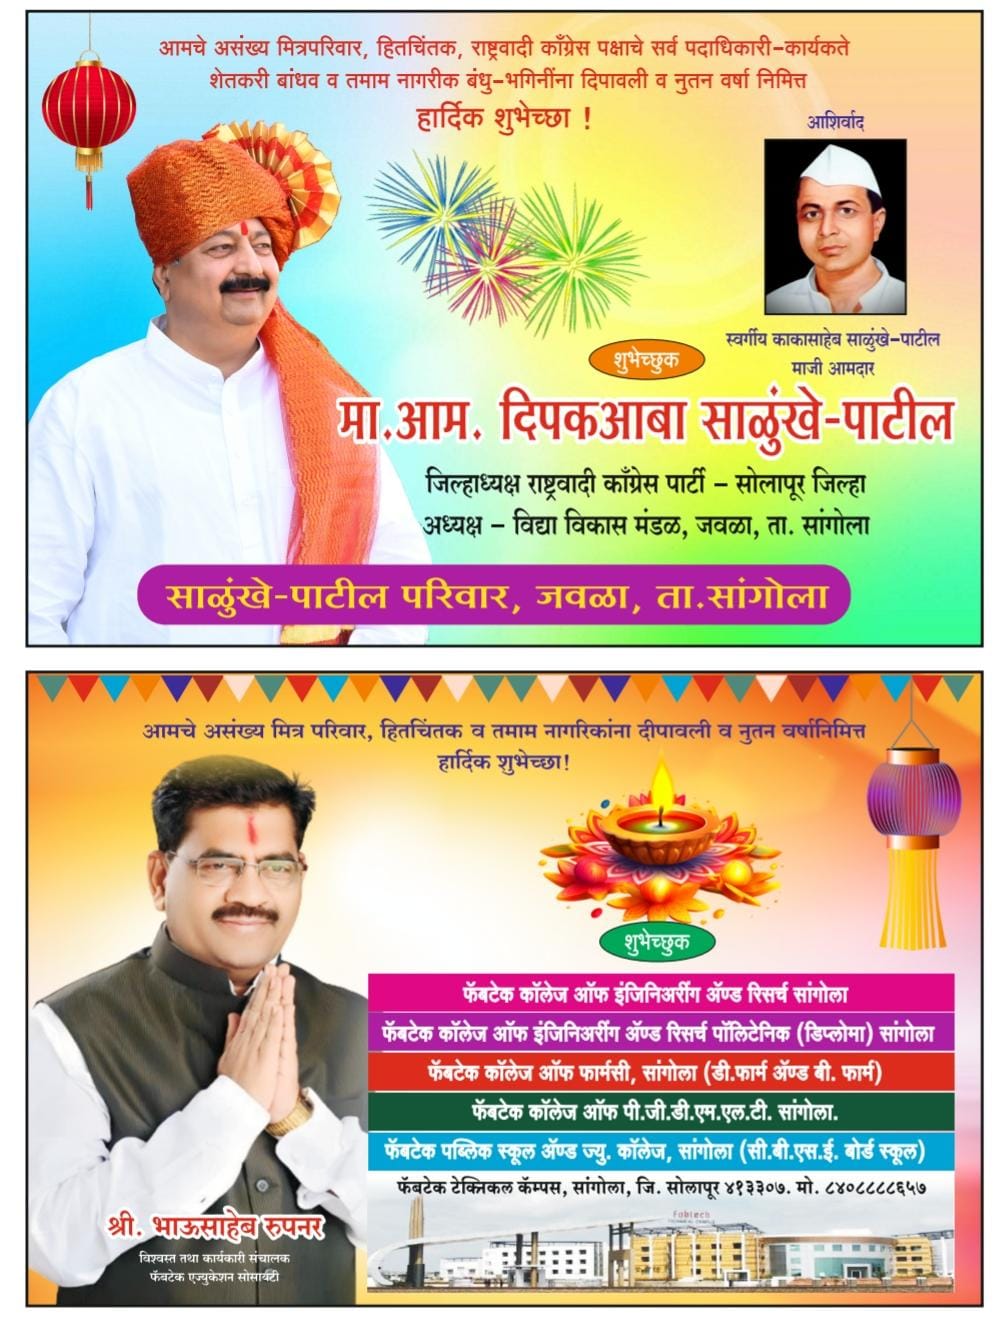 आमचे असंख्य मित्रपरिवार, हितचिंतक, राष्ट्रवादी काँग्रेस पक्षाचे सर्व पदाधिकारी-कार्यकते
शेतकरी बांधव व तमाम नागरीक बंधु-भगिनींना दिपावली व नुतन वर्षा निमित्त
हार्दिक शुभेच्छा !
आशिर्वाद
स्वर्गीय काकासाहेब साळुंखे-पाटील
माजी आमदार
शुभेच्छुक
मा.आम. दिपकआबा साळुंखे-पाटील
जिल्हाध्यक्ष राष्ट्रवादी काँग्रेस पार्टी – सोलापूर जिल्हा
अध्यक्ष – विद्या विकास मंडळ, जवळा, ता. सांगोला
साळुंखे-पाटील परिवार, जवळा, ता.सांगोला
आमचे असंख्य मित्र परिवार, हितचिंतक व तमाम नागरिकांना दीपावली व नुतन वर्षानिमित्त
हार्दिक शुभेच्छा!
शुभेच्छुक
फॅबटेक कॉलेज ऑफ इंजिनिअरींग अ‍ॅण्ड रिसर्च सांगोला
फॅबटेक कॉलेज ऑफ इंजिनिअरींग अ‍ॅण्ड रिसर्च पॉलिटेनिक (डिप्लोमा) सांगोला
फॅबटेक कॉलेज ऑफ फार्मसी, सांगोला (डी.फार्म अ‍ॅण्ड बी. फार्म)
फॅबटेक कॉलेज ऑफ पी.जी.डी.एम.एल.टी. सांगोला.
फॅबटेक पब्लिक स्कूल अ‍ॅण्ड ज्यु. कॉलेज, सांगोला (सी.बी.एस.ई. बोर्ड स्कूल)
फॅबटेक टेक्निकल कॅम्पस, सांगोला, जि. सोलापूर ४१३३०७. मो. ८४०८८८८६५७
Fabtech
TECHNICAL CAMPUS
श्री. भाऊसाहेब रुपनर
विश्वस्त तथा कार्यकारी संचालक
फॅबटेक एज्युकेशन सोसायटी